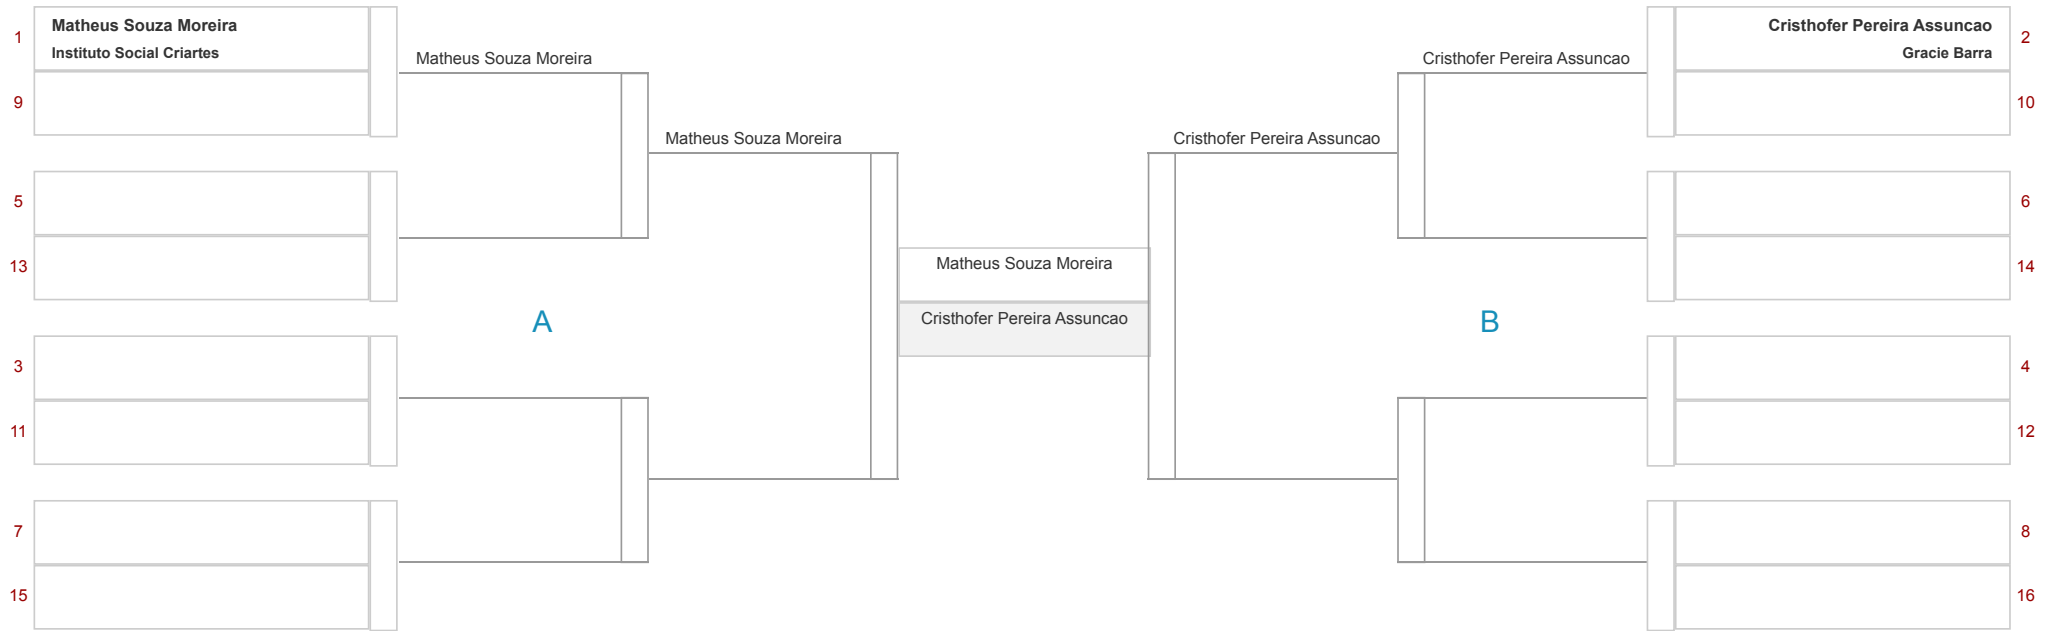 1
Matheus Souza Moreira
Instituto Social Criartes
9
5
13
3
11
7
15
Matheus Souza Moreira
Matheus Souza Moreira
A
Matheus Souza Moreira
Cristhofer Pereira Assuncao
Cristhofer Pereira Assuncao
Cristhofer Pereira Assuncao
B
Cristhofer Pereira Assuncao
Gracie Barra
2
10
6
14
4
12
8
16